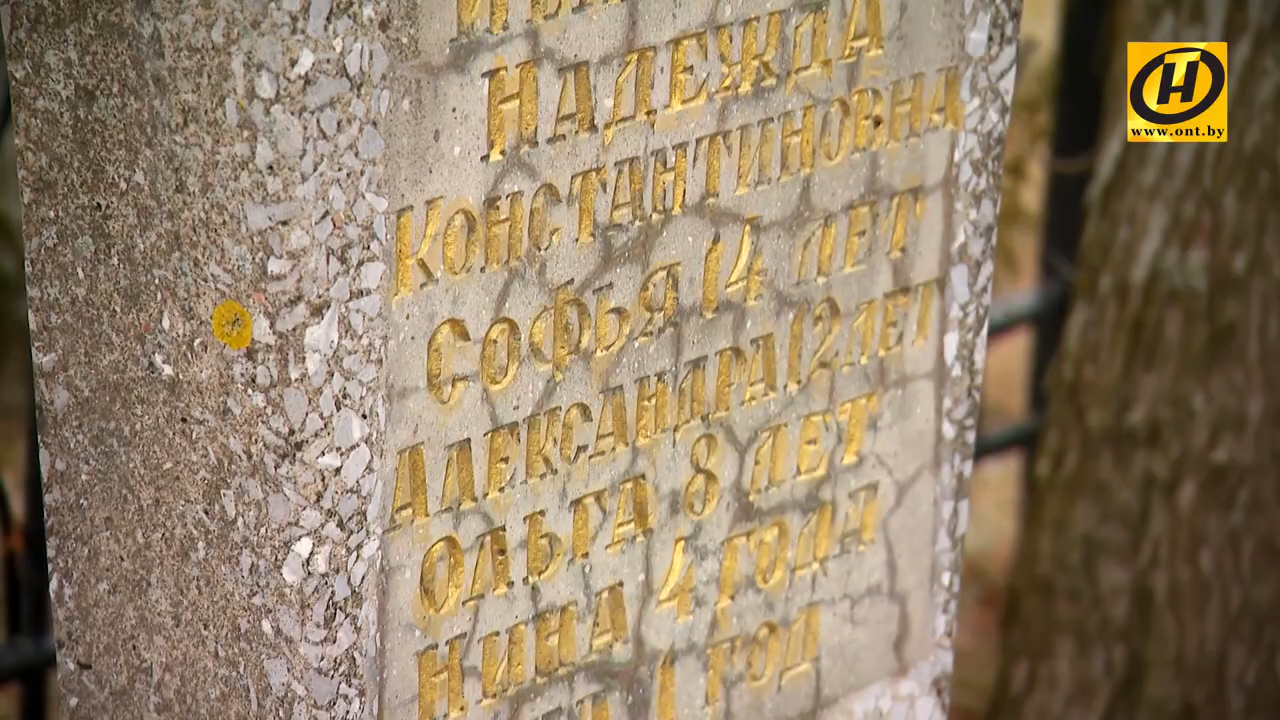 НАДЕЖДА
КОНСТАНТИНОВНА
СОФЬЯ 14 ЛЕТ
АЛЕКСАНДРА 12 ЛЕТ
ОЛЬГА 8 ЛЕТ
НИНА 4 ГОДА
1 ГОД
Н
www.ont.by